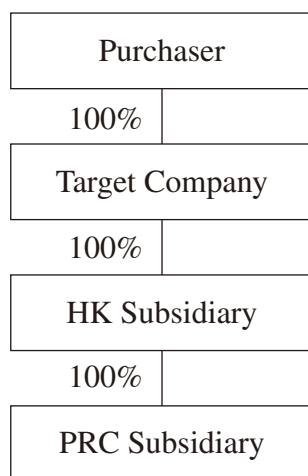 Purchaser
100%
Target Company
100%
HK Subsidiary
100%
PRC Subsidiary